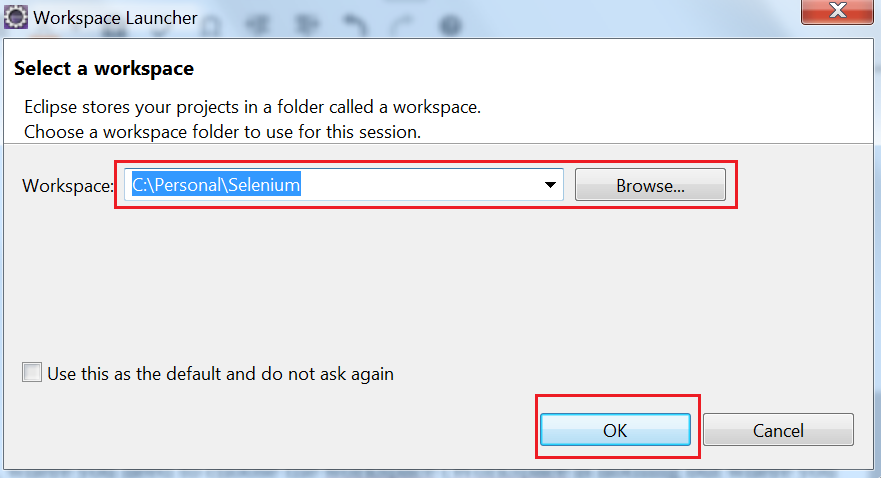 Workspace Launcher
Select a workspace
Eclipse stores your projects in a folder called a workspace.
Choose a workspace folder to use for this session.
Workspace: C:\Personal\Selenium Browse...
Use this as the default and do not ask again
OK Cancel